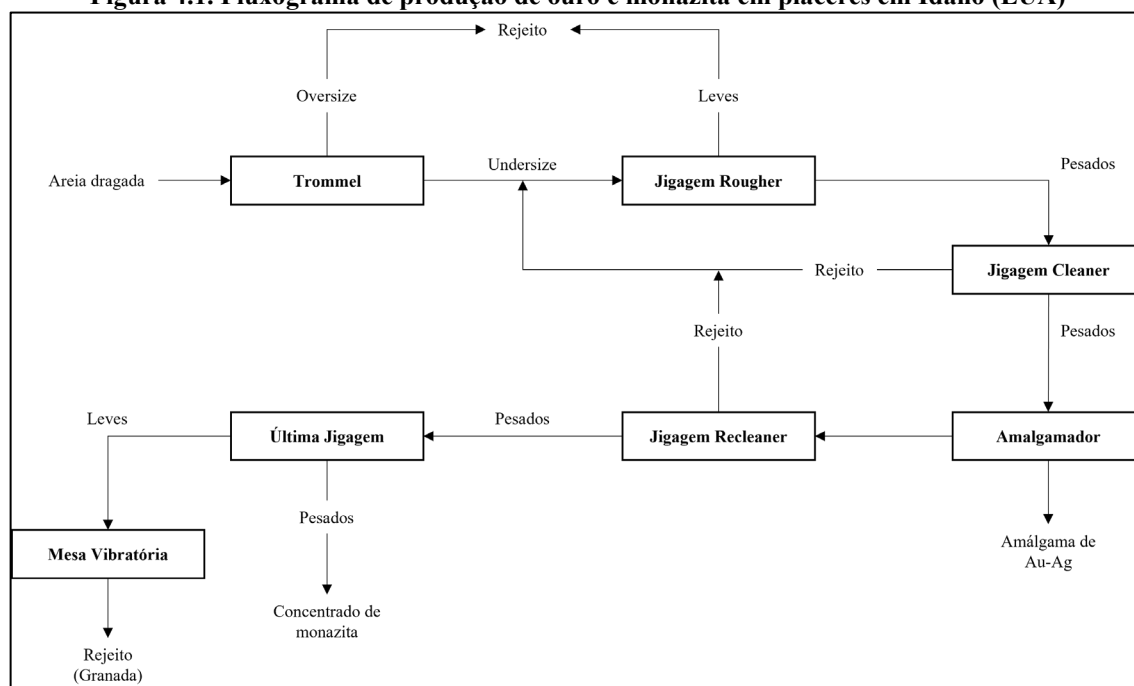 Figura 4.1. Fluxograma de produção de ouro e monazita em placeres em Idaho (EUA)
Rejeito
Oversize
Leves
Areia dragada
Trommel
Undersize
Jigagem Rougher
Pesados
Rejeito
Jigagem Cleaner
Rejeito
Pesados
Leves
Última Jigagem
Pesados
Jigagem Recleaner
Amalgamador
Pesados
Mesa Vibratória
Amálgama de
Au-Ag
Concentrado de
monazita
Rejeito
(Granada)